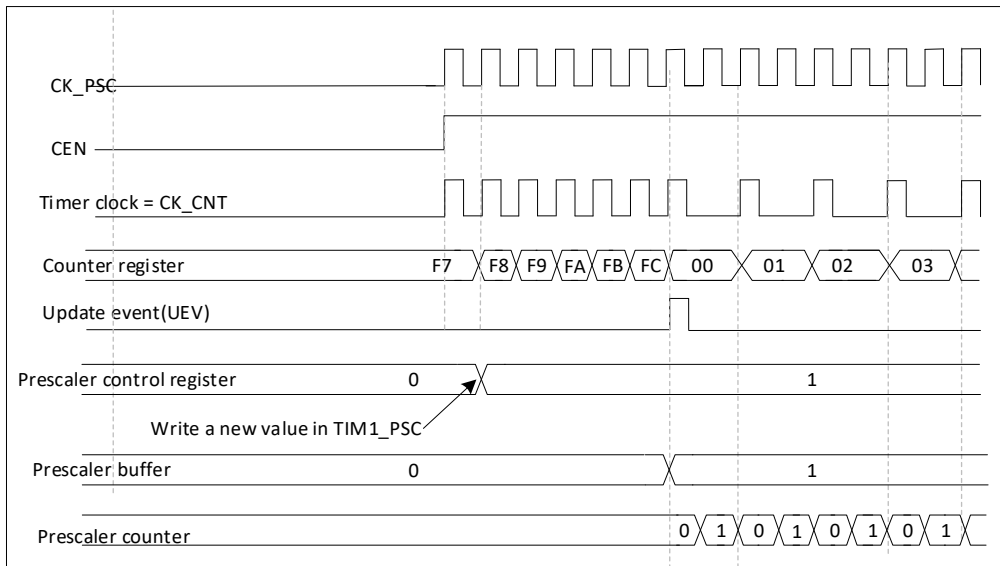 CK_PSC
CEN
Timer clock = CK_CNT
Counter register F7 F8 F9 FA FB FC 00 01 02 03
Update event(UEV)
Prescaler control register 0 1
Write a new value in TIM1_PSC
Prescaler buffer 0 1
Prescaler counter 0 1 0 1 0 1 0 1